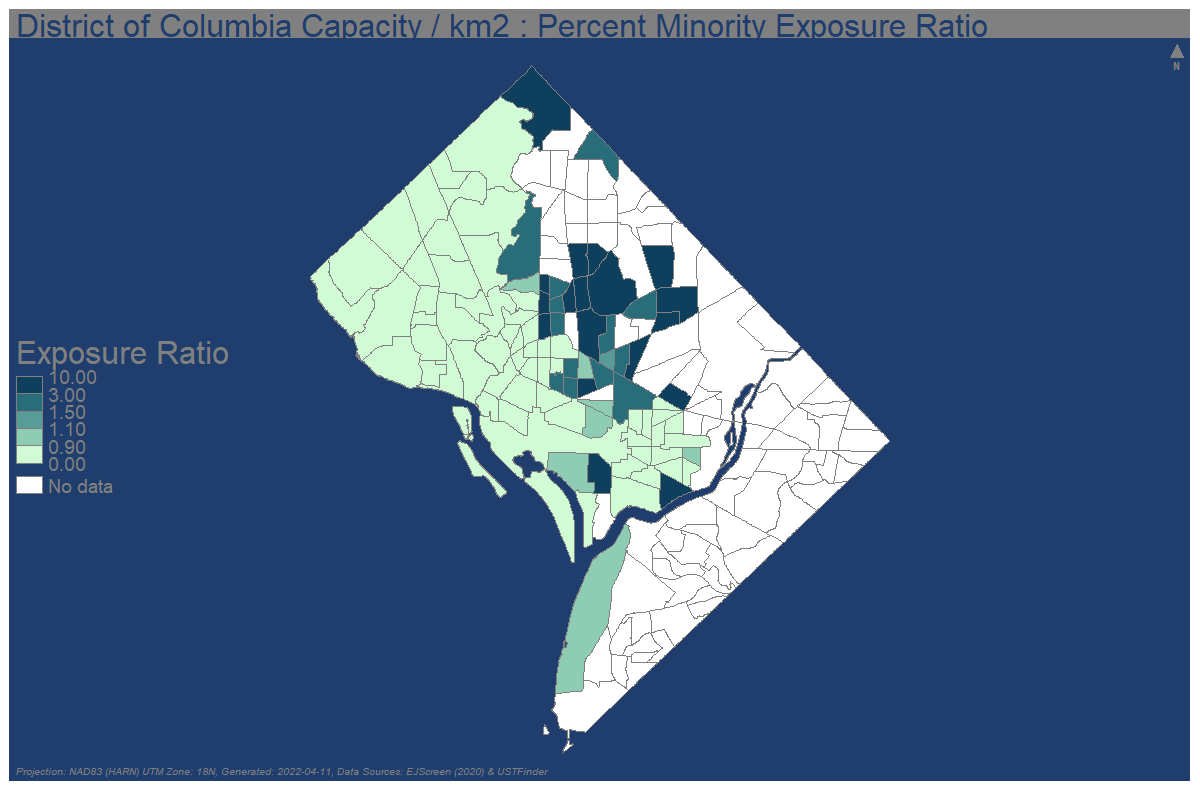 District of Columbia Capacity / km2 : Percent Minority Exposure Ratio
N
Exposure Ratio
10.00
3.00
1.50
1.10
0.90
0.00
No data
Projection: NAD83 (HARN) UTM Zone: 18N, Generated: 2022-04-11, Data Sources: EJScreen (2020) & USTFinder